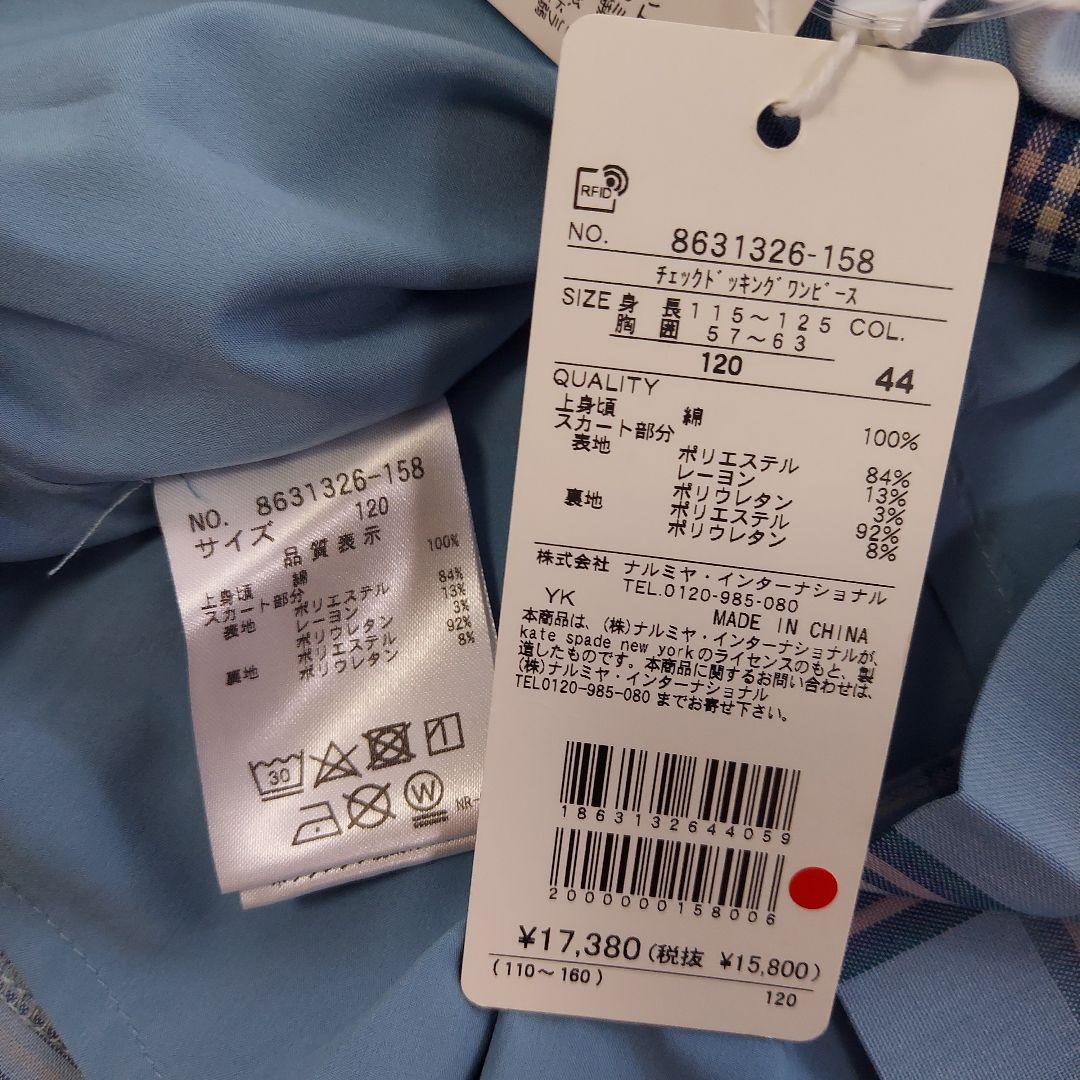 RFID
NO. 8631326-158
ﾁｪｯｸﾄﾞｯｷﾝｸﾞﾜﾝﾋﾟｰｽ
SIZE 身長 115〜125 COL.
胸囲 57〜63
120 44
QUALITY
上身頃 綿 100%
スカート部分
表地 ポリエステル 84%
レーヨン 13%
ポリウレタン 3%
裏地 ポリエステル 92%
ポリウレタン 8%
株式会社 ナルミヤ・インターナショナル
TEL.0120-985-080
YK MADE IN CHINA
本商品は、(株)ナルミヤ・インターナショナルが、
kate spade new yorkのライセンスのもと、製
造したものです。本商品に関するお問い合わせは、
(株)ナルミヤ・インターナショナル
TEL0120-985-080 までお寄せ下さい。
1863132644059
2000000158006
¥17,380(税抜 ¥15,800)
(110〜160) 120
NO. 8631326-158
サイズ 120
品質表示
上身頃 綿 100%
スカート部分
表地 ポリエステル 84%
レーヨン 13%
ポリウレタン 3%
裏地 ポリエステル 92%
ポリウレタン 8%
30
W
NR-